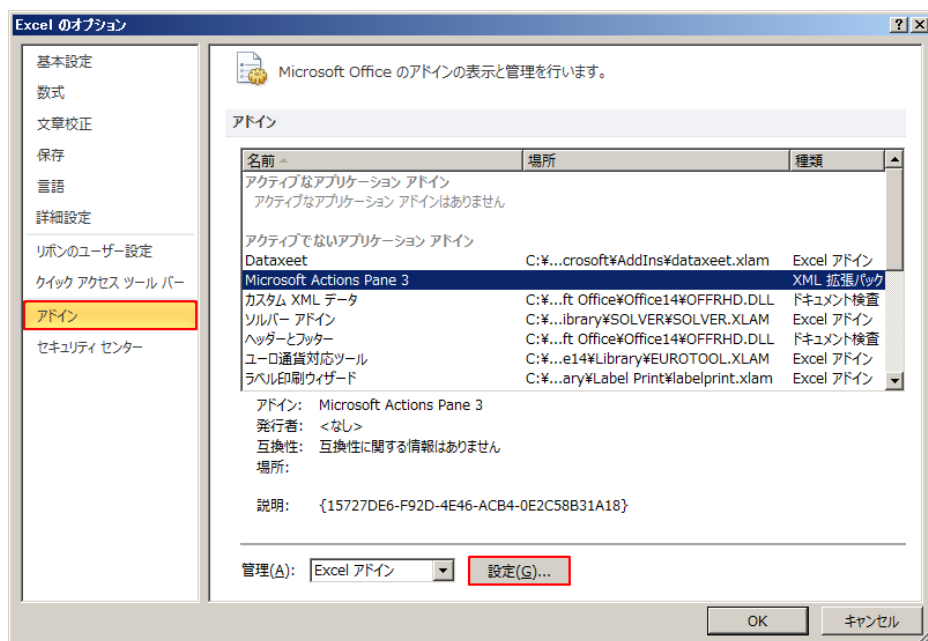 Excel のオプション
基本設定
数式
文章校正
保存
言語
詳細設定
リボンのユーザー設定
クイック アクセス ツール バー
アドイン
セキュリティ センター
Microsoft Office のアドインの表示と管理を行います。
アドイン
名前 場所 種類
アクティブなアプリケーション アドイン
アクティブなアプリケーション アドインはありません
アクティブでないアプリケーション アドイン
Dataxeet C:¥...crosoft¥AddIns¥dataxeet.xlam Excel アドイン
Microsoft Actions Pane 3 XML 拡張パック
カスタム XML データ C:¥...ft Office¥Office14¥OFFRHD.DLL ドキュメント検査
ソルバー アドイン C:¥...ibrary¥SOLVER¥SOLVER.XLAM Excel アドイン
ヘッダーとフッター C:¥...ft Office¥Office14¥OFFRHD.DLL ドキュメント検査
ユーロ通貨対応ツール C:¥...e14¥Library¥EUROTOOL.XLAM Excel アドイン
ラベル印刷ウィザード C:¥...ary¥Label Print¥labelprint.xlam Excel アドイン
アドイン: Microsoft Actions Pane 3
発行者: <なし>
互換性: 互換性に関する情報はありません
場所:
説明: {15727DE6-F92D-4E46-ACB4-0E2C58B31A18}
管理(A): Excel アドイン 設定(G)...
OK キャンセル